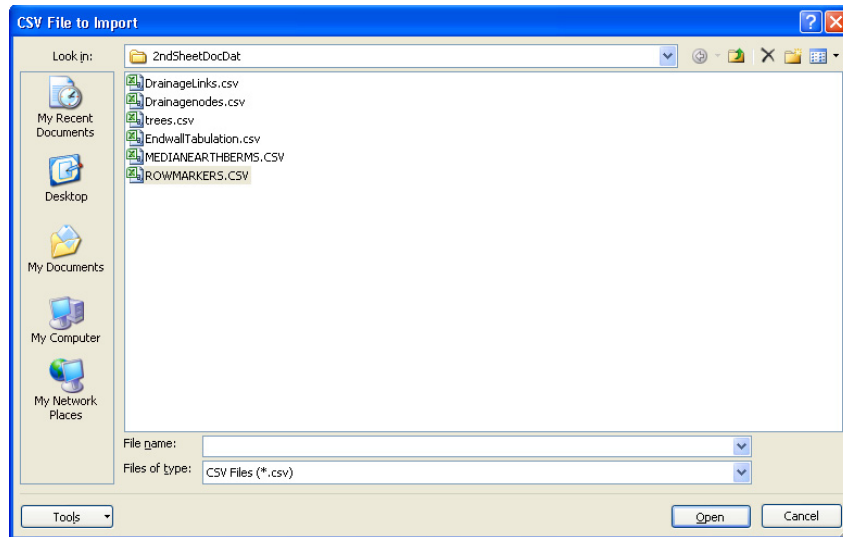 CSV File to Import
Look in:
2ndSheetDocDat
My Recent
Documents
Desktop
My Documents
My Computer
My Network
Places
DrainageLinks.csv
Drainagenodes.csv
trees.csv
EndwallTabulation.csv
MEDIANEARTHBERMS.CSV
ROWMARKERS.CSV
File name:
Files of type:
CSV Files (*.csv)
Tools
Open
Cancel